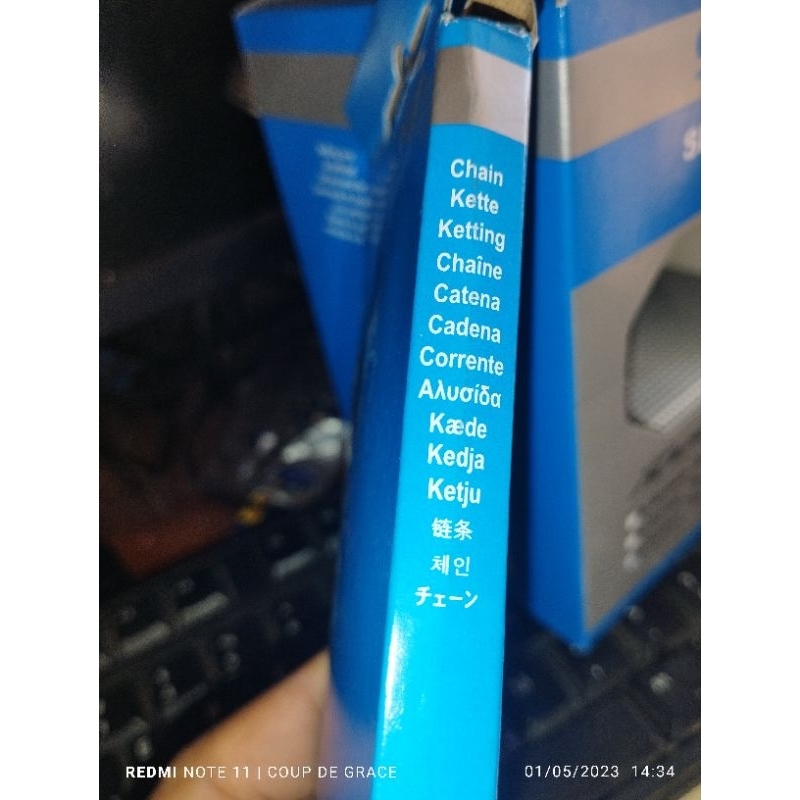 Chain
Kette
Ketting
Chaîne
Catena
Cadena
Corrente
Αλυσίδα
Kæde
Kedja
Ketju
链条
체인
チェーン
REDMI NOTE 11 | COUP DE GRACE
01/05/2023 14:34